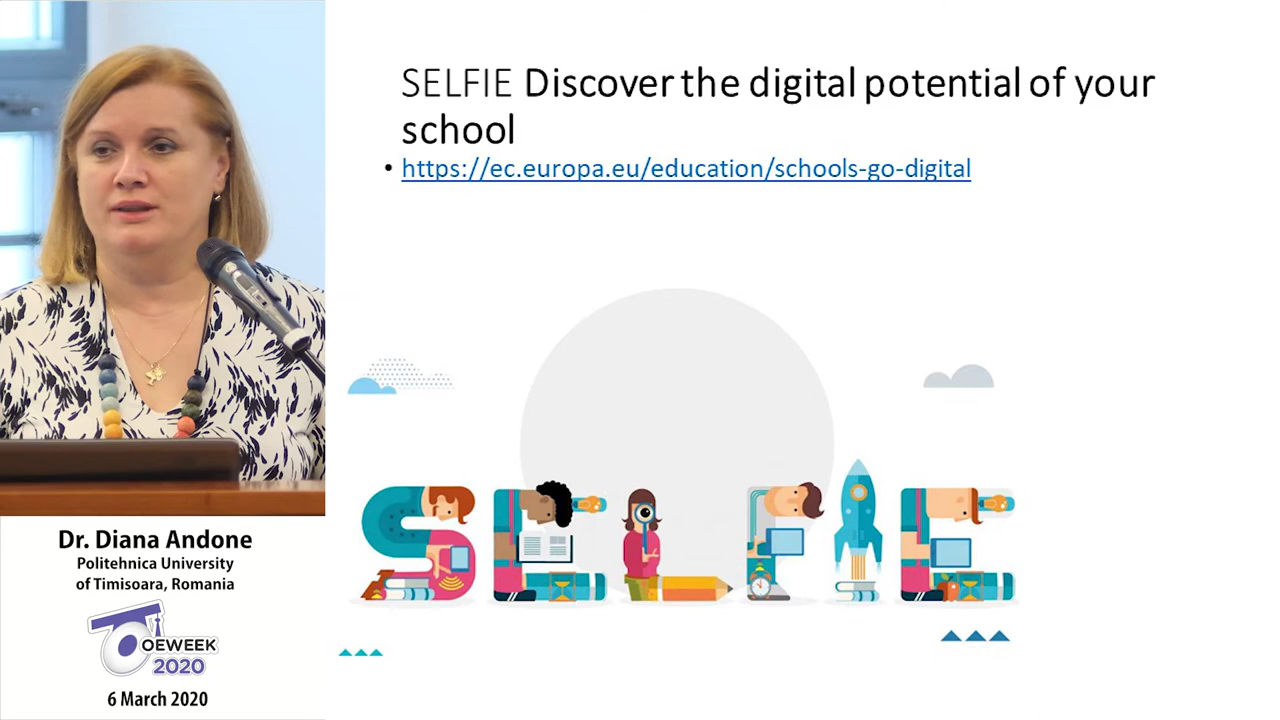 SELFIE Discover the digital potential of your
school
• https://ec.europa.eu/education/schools-go-digital
SELFIE
Dr. Diana Andone
Politehnica University
of Timisoara, Romania
OEWEEK
2020
6 March 2020